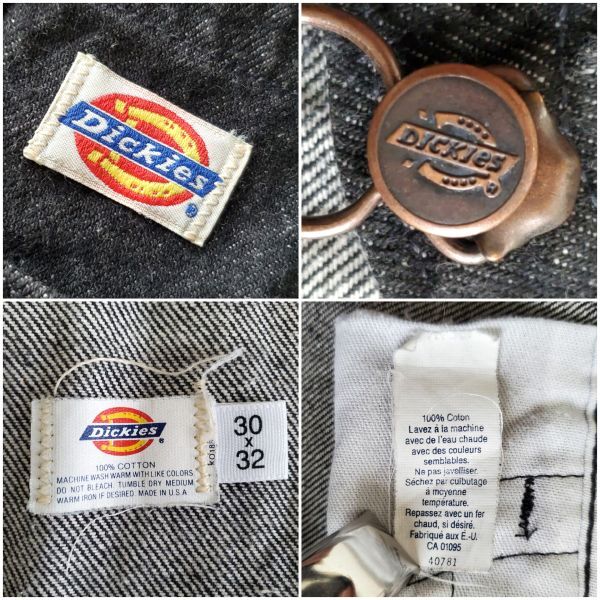 Dickies
®
DICKIES
®
Dickies
®
100% COTTON
MACHINE WASH WARM WITH LIKE COLORS.
DO NOT BLEACH. TUMBLE DRY MEDIUM.
WARM IRON IF DESIRED. MADE IN U.S.A
30
x
32
100% Coton
Lavez à la machine
avec de l'eau chaude
avec des couleurs
semblables.
Ne pas javelliser.
Séchez par culbutage
à moyenne
température.
Repassez avec un fer
chaud, si désiré.
Fabriqué aux E.-U.
CA 01095
40781